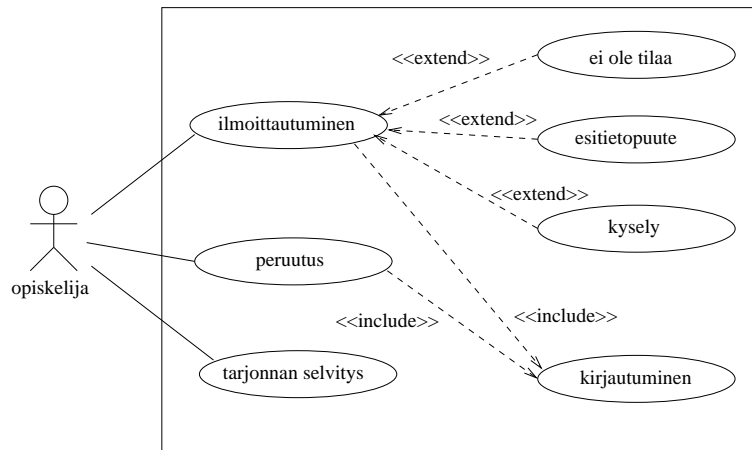 ei ole tilaa
<<extend>>
ilmoittautuminen
<<extend>>
esitietopuute
<<extend>>
kysely
peruutus
opiskelija
<<include>>
<<include>>
tarjonnan selvitys
kirjautuminen